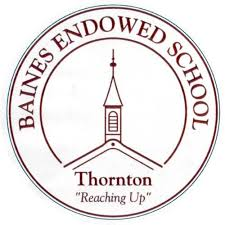 BAINES ENDOWED SCHOOL
Thornton
"Reaching Up"